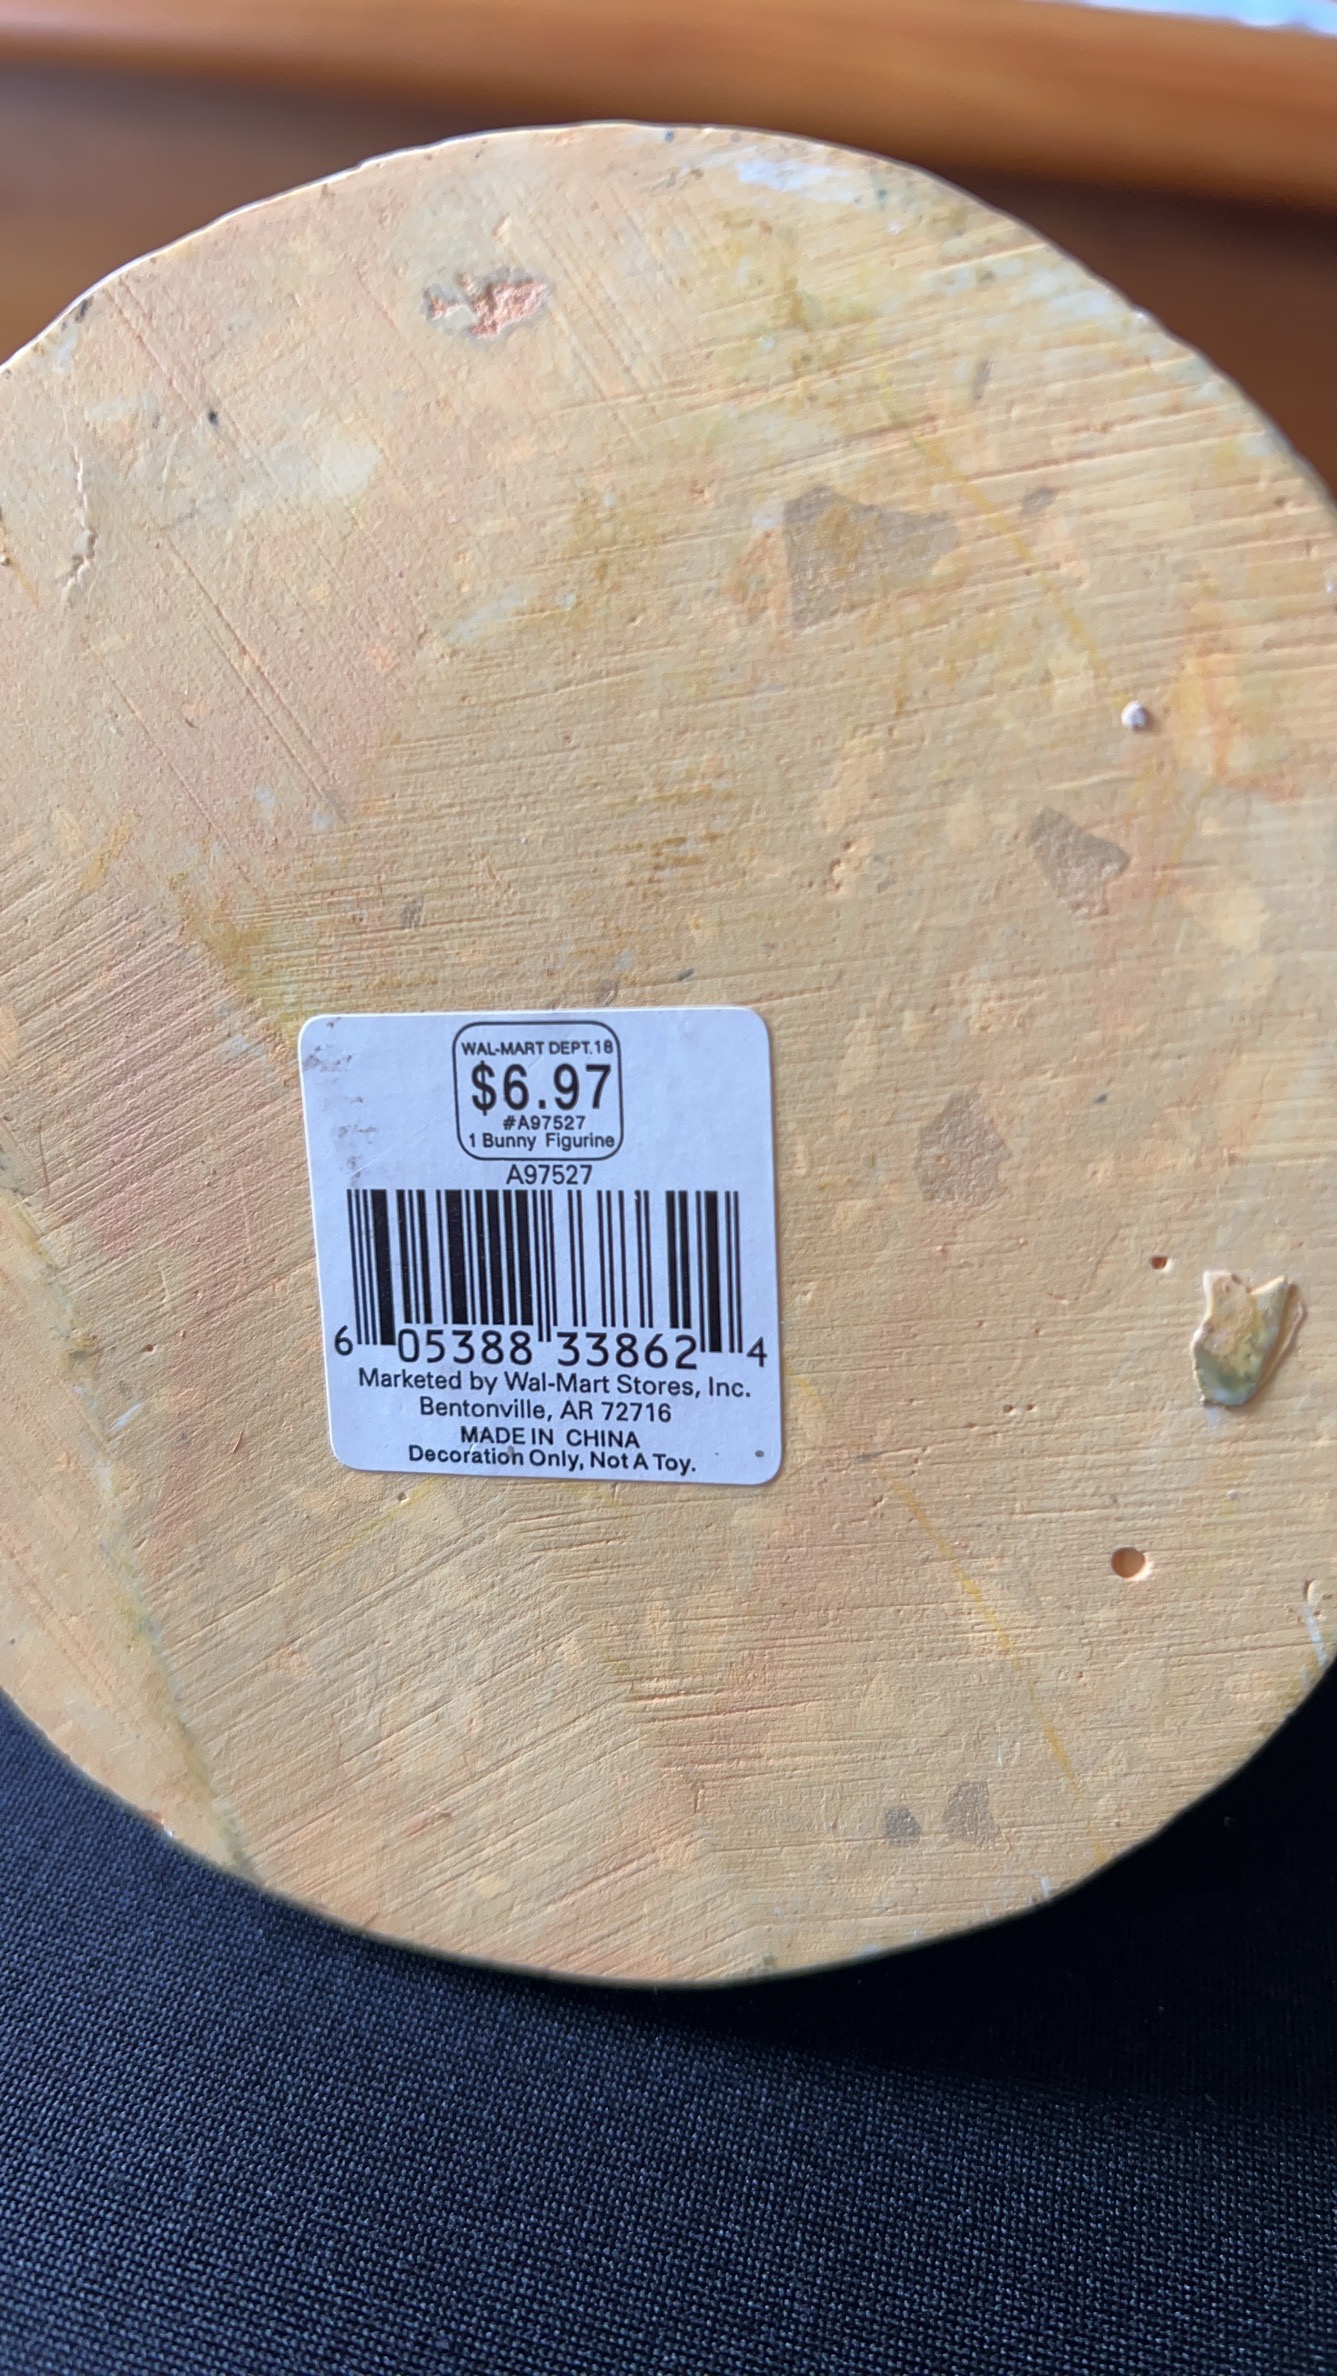 WAL-MART DEPT.18
$6.97
#A97527
1 Bunny Figurine
A97527
6 05388 33862 4
Marketed by Wal-Mart Stores, Inc.
Bentonville, AR 72716
MADE IN CHINA
Decoration Only, Not A Toy.